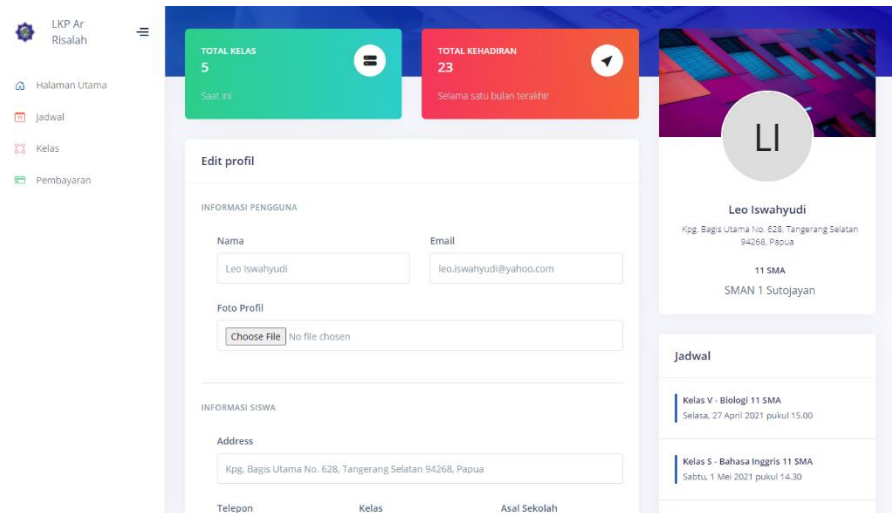 LKP Ar
Risalah
Halaman Utama
Jadwal
Kelas
Pembayaran
TOTAL KELAS
5
Saat ini
TOTAL KEHADIRAN
23
Selama satu bulan terakhir
Edit profil
INFORMASI PENGGUNA
Nama
Email
Leo Iswahyudi
leo.iswahyudi@yahoo.com
Foto Profil
Choose File No file chosen
INFORMASI SISWA
Address
Kpg. Bagis Utama No. 628, Tangerang Selatan 94268, Papua
Telepon
Kelas
Asal Sekolah
LI
Leo Iswahyudi
Kpg. Bagis Utama No. 628, Tangerang Selatan
94268, Papua
11 SMA
SMAN 1 Sutojayan
Jadwal
Kelas V - Biologi 11 SMA
Selasa, 27 April 2021 pukul 15.00
Kelas S - Bahasa Inggris 11 SMA
Sabtu, 1 Mei 2021 pukul 14.30